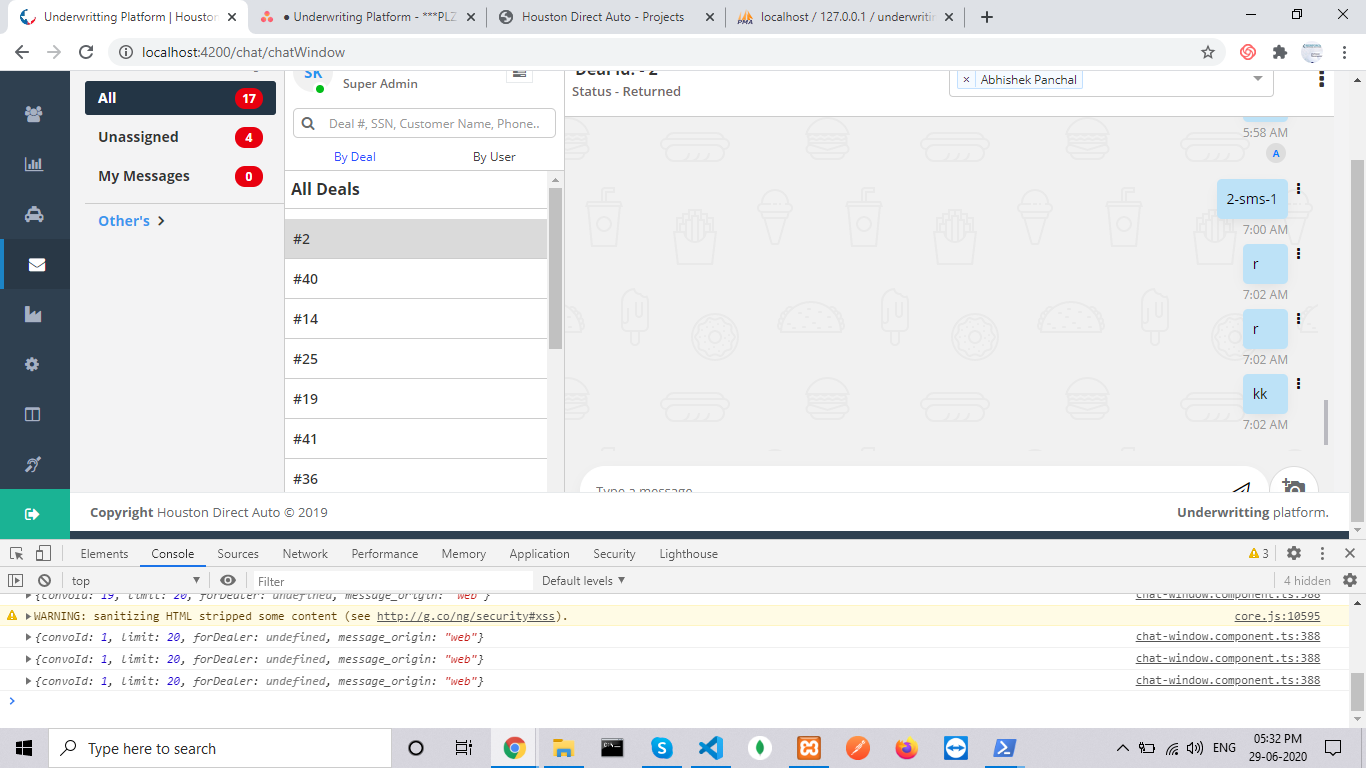 Underwritting Platform | Houston
● Underwritting Platform - ***PLZ
Houston Direct Auto - Projects
localhost / 127.0.0.1 / underwritin
localhost:4200/chat/chatWindow
All 17
Unassigned 4
My Messages 0
Other's
SK
Super Admin
Deal #, SSN, Customer Name, Phone..
By Deal By User
All Deals
#2
#40
#14
#25
#19
#41
#36
Deal Id. - 2
Status - Returned
× Abhishek Panchal
5:58 AM
A
2-sms-1
7:00 AM
r
7:02 AM
r
7:02 AM
kk
7:02 AM
Type a message
Copyright Houston Direct Auto © 2019
Underwritting platform.
Elements Console Sources Network Performance Memory Application Security Lighthouse 3
top Filter Default levels 4 hidden
{convoId: 19, limit: 20, forDealer: undefined, message_origin: "web"} chat-window.component.ts:388
WARNING: sanitizing HTML stripped some content (see http://g.co/ng/security#xss). core.js:10595
{convoId: 1, limit: 20, forDealer: undefined, message_origin: "web"} chat-window.component.ts:388
{convoId: 1, limit: 20, forDealer: undefined, message_origin: "web"} chat-window.component.ts:388
{convoId: 1, limit: 20, forDealer: undefined, message_origin: "web"} chat-window.component.ts:388
Type here to search
ENG
05:32 PM
29-06-2020